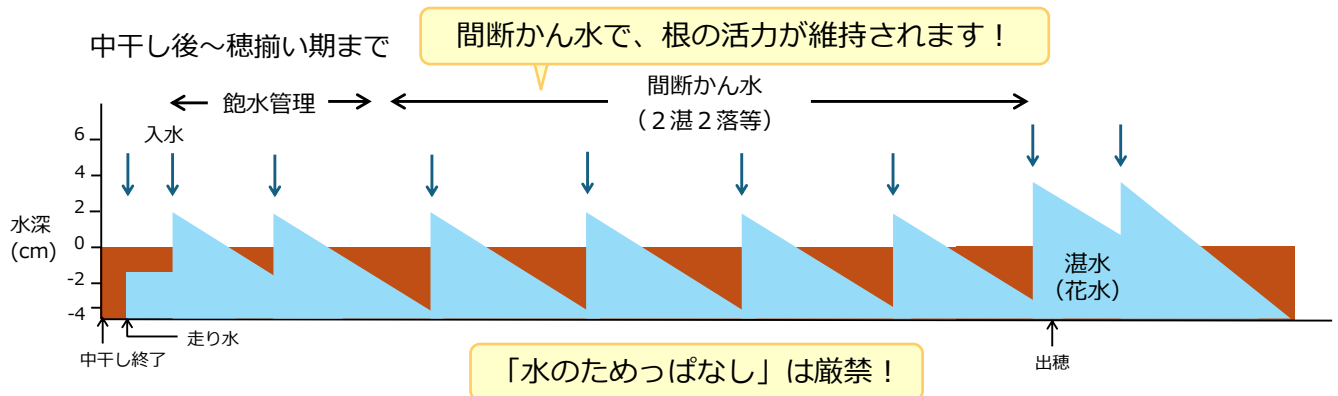 中干し後～穂揃い期まで
間断かん水で、根の活力が維持されます！
飽水管理
間断かん水
（２湛２落等）
入水
6
4
2
0
-2
-4
水深
(cm)
湛水
（花水）
中干し終了
走り水
出穂
「水のためっぱなし」は厳禁！